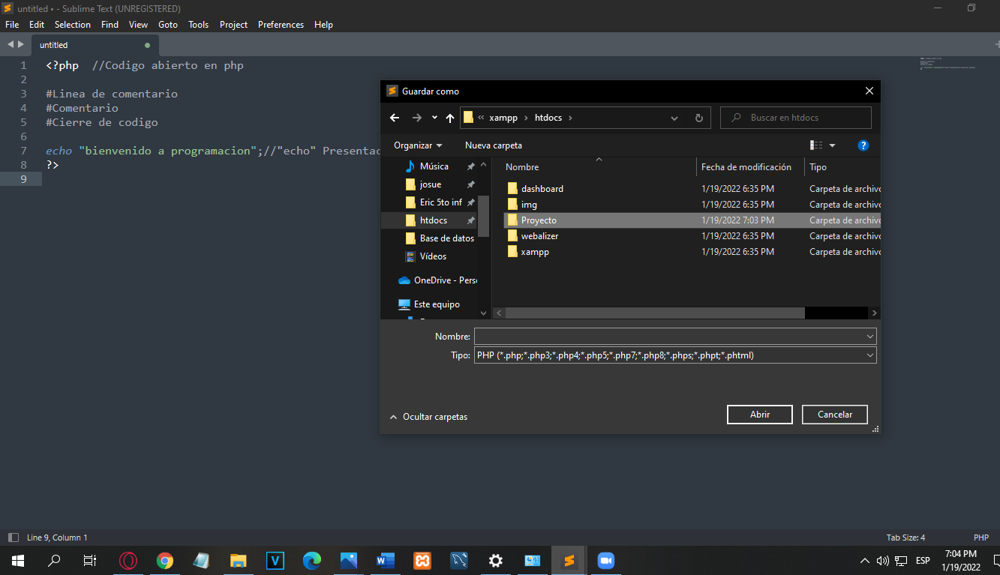 untitled • - Sublime Text (UNREGISTERED)
File Edit Selection Find View Goto Tools Project Preferences Help
untitled
1 <?php //Codigo abierto en php
2
3 #Linea de comentario
4 #Comentario
5 #Cierre de codigo
6
7 echo "bienvenido a programacion";//"echo" Presentac
8 ?>
9
Guardar como
« xampp › htdocs ›
Buscar en htdocs
Organizar Nueva carpeta
Música
josue
Eric 5to inf
htdocs
Base de datos
Vídeos
OneDrive - Pers
Este equipo
Nombre Fecha de modificación Tipo
dashboard 1/19/2022 6:35 PM Carpeta de archivo
img 1/19/2022 6:35 PM Carpeta de archivo
Proyecto 1/19/2022 7:03 PM Carpeta de archivo
webalizer 1/19/2022 6:35 PM Carpeta de archivo
xampp 1/19/2022 6:35 PM Carpeta de archivo
Nombre:
Tipo: PHP (*.php;*.php3;*.php4;*.php5;*.php7;*.php8;*.phps;*.phpt;*.phtml)
Ocultar carpetas
Abrir Cancelar
Line 9, Column 1
Tab Size: 4 PHP
ESP
7:04 PM
1/19/2022